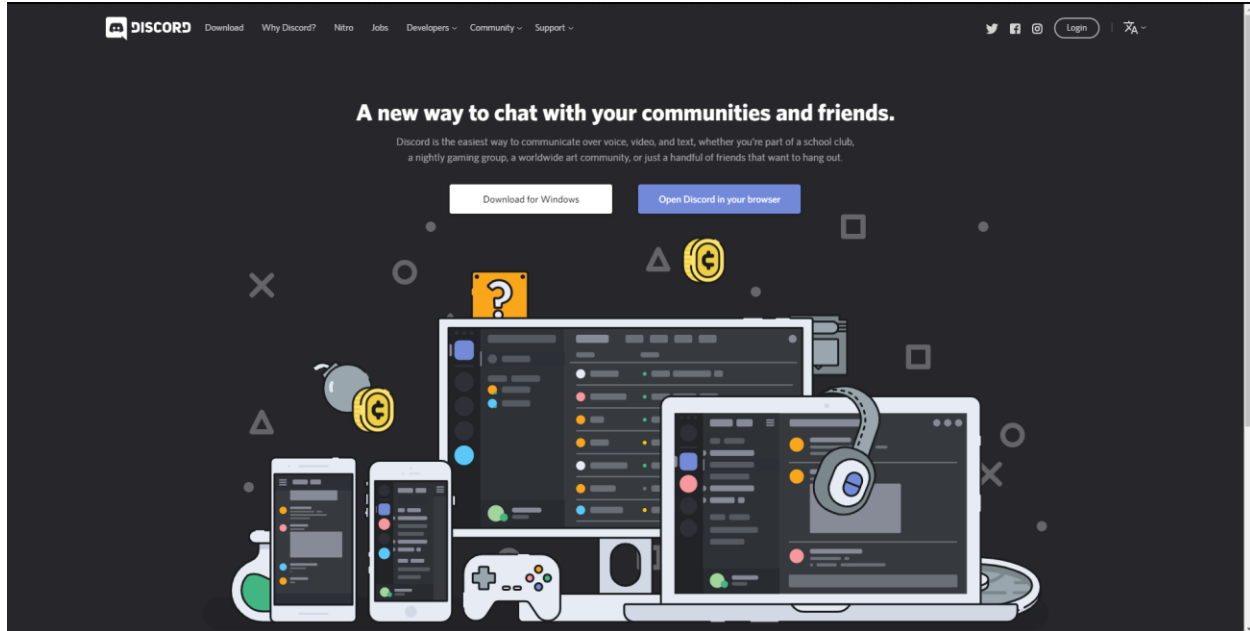 DISCORD Download Why Discord? Nitro Jobs Developers Community Support Login 文A
A new way to chat with your communities and friends.
Discord is the easiest way to communicate over voice, video, and text, whether you're part of a school club,
a nightly gaming group, a worldwide art community, or just a handful of friends that want to hang out.
Download for Windows Open Discord in your browser
?
¢
¢